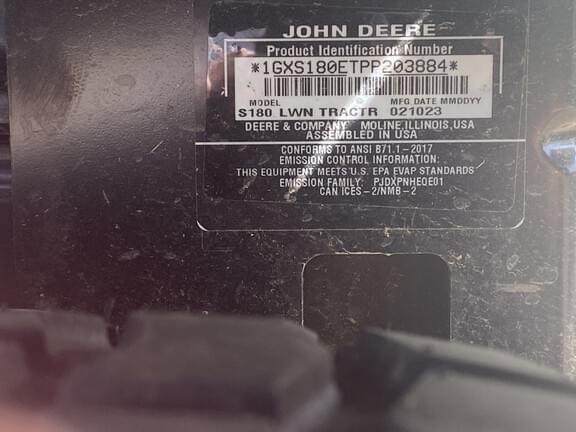 JOHN DEERE
Product Identification Number
*1GXS180ETPP203884*
MODEL MFG DATE MMDDYY
S180 LWN TRACTR 021023
DEERE & COMPANY MOLINE, ILLINOIS, USA
ASSEMBLED IN USA
CONFORMS TO ANSI B71.1-2017
EMISSION CONTROL INFORMATION:
THIS EQUIPMENT MEETS U.S. EPA EVAP STANDARDS
EMISSION FAMILY: PJDXPNHEQE01
CAN ICES-2/NMB-2